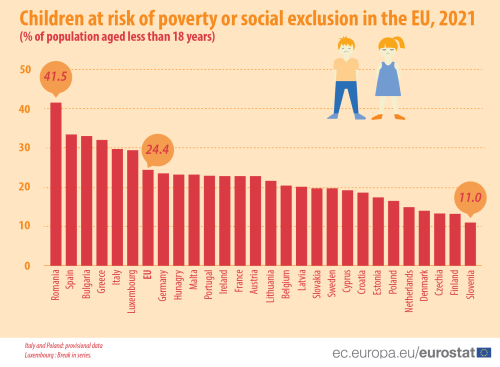 Children at risk of poverty or social exclusion in the EU, 2021
(% of population aged less than 18 years)
50
40
30
20
10
0
41.5
24.4
11.0
Romania
Spain
Bulgaria
Greece
Italy
Luxembourg
EU
Germany
Hunagry
Malta
Portugal
Ireland
France
Austria
Lithuania
Belgium
Latvia
Slovakia
Sweden
Cyprus
Croatia
Estonia
Poland
Netherlands
Denmark
Czechia
Finland
Slovenia
Italy and Poland: provisional data
Luxembourg : Break in series.
ec.europa.eu/eurostat